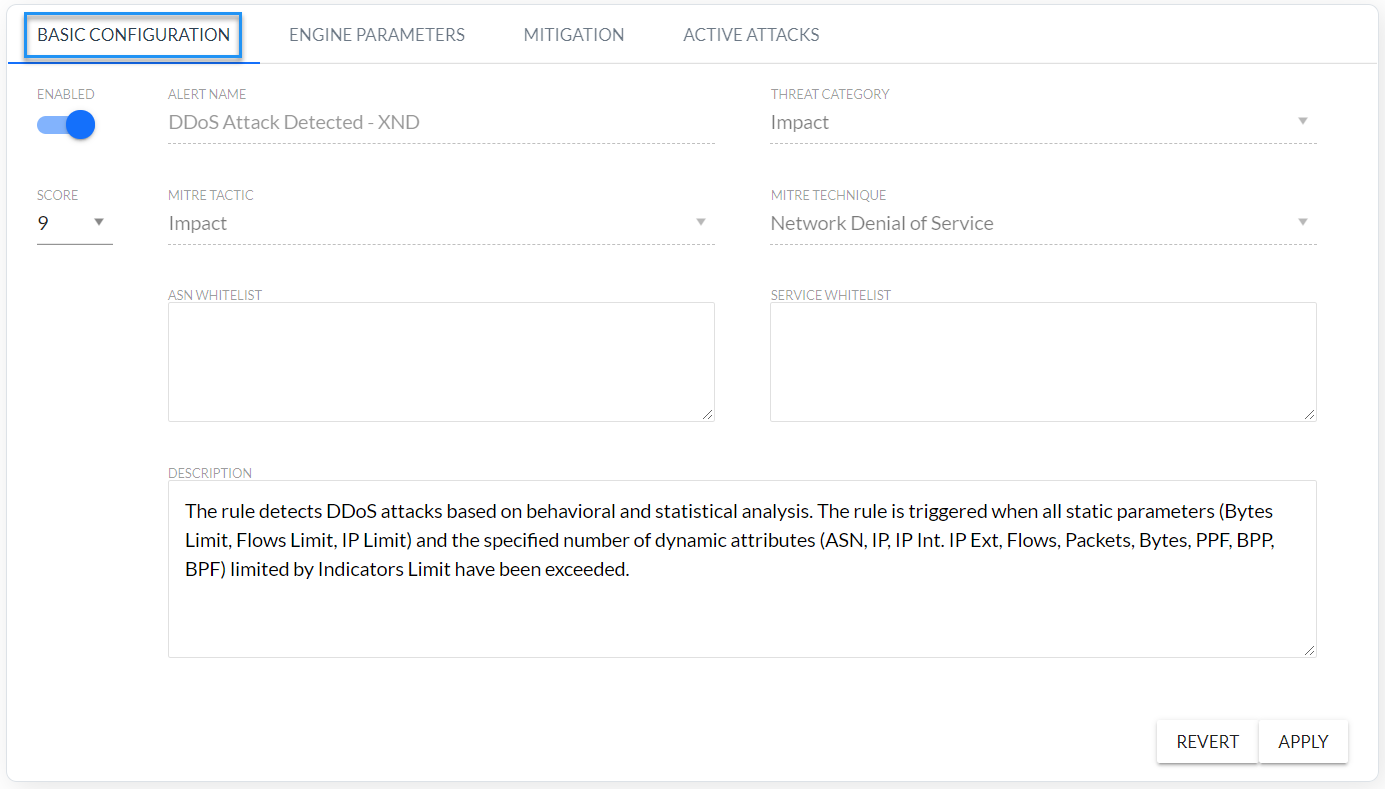 BASIC CONFIGURATION ENGINE PARAMETERS MITIGATION ACTIVE ATTACKS
ENABLED ALERT NAME THREAT CATEGORY
DDoS Attack Detected - XND Impact
SCORE MITRE TACTIC MITRE TECHNIQUE
9 Impact Network Denial of Service
ASN WHITELIST SERVICE WHITELIST
DESCRIPTION
The rule detects DDoS attacks based on behavioral and statistical analysis. The rule is triggered when all static parameters (Bytes
Limit, Flows Limit, IP Limit) and the specified number of dynamic attributes (ASN, IP, IP Int. IP Ext, Flows, Packets, Bytes, PPF, BPP,
BPF) limited by Indicators Limit have been exceeded.
REVERT APPLY